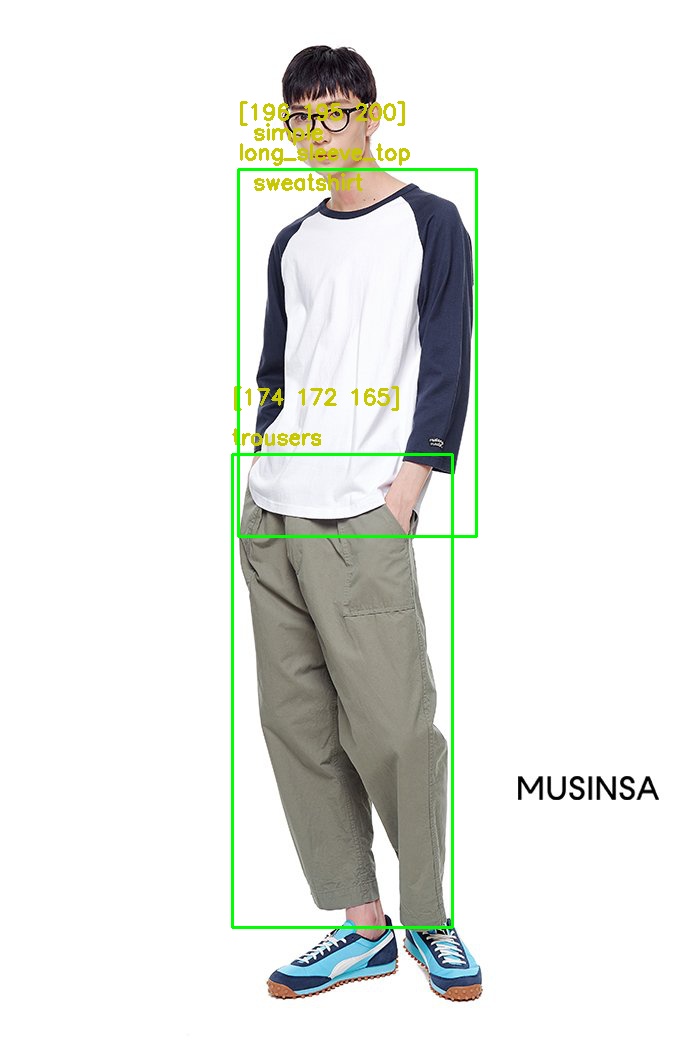 [196 195 200]
simple
long_sleeve_top
sweatshirt
[174 172 165]
trousers
MUSINSA